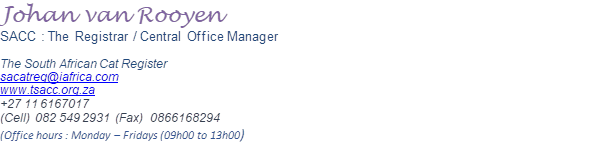 Johan van Rooyen
SACC : The Registrar / Central Office Manager
The South African Cat Register
sacatreg@iafrica.com
www.tsacc.org.za
+27 11 6167017
(Cell) 082 549 2931 (Fax) 0866168294
(Office hours : Monday – Fridays (09h00 to 13h00)